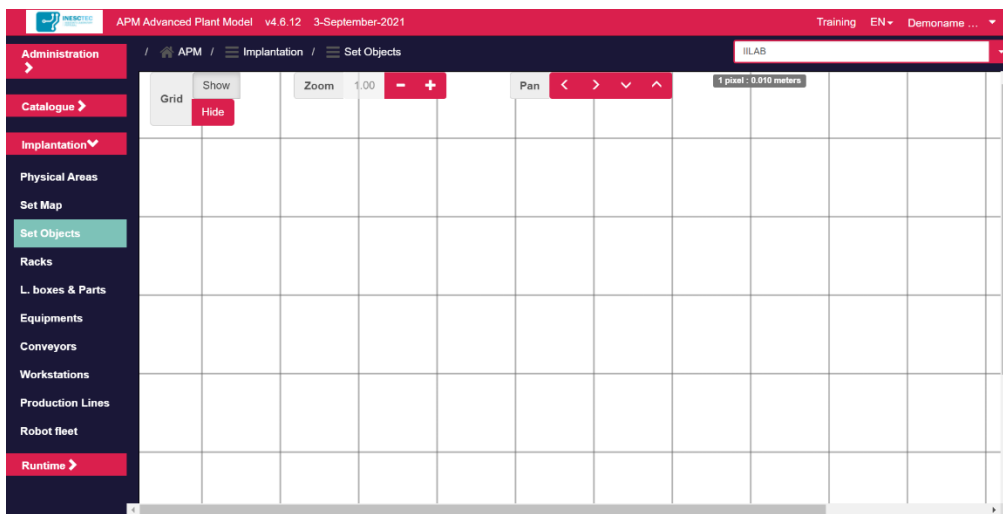 INESCTEC
APM Advanced Plant Model v4.6.12 3-September-2021
Training EN Demoname ...
Administration
/ APM / Implantation / Set Objects
IILAB
Grid
Show
Hide
Zoom 1.00
Pan
1 pixel : 0.010 meters
Catalogue
Implantation
Physical Areas
Set Map
Set Objects
Racks
L. boxes & Parts
Equipments
Conveyors
Workstations
Production Lines
Robot fleet
Runtime